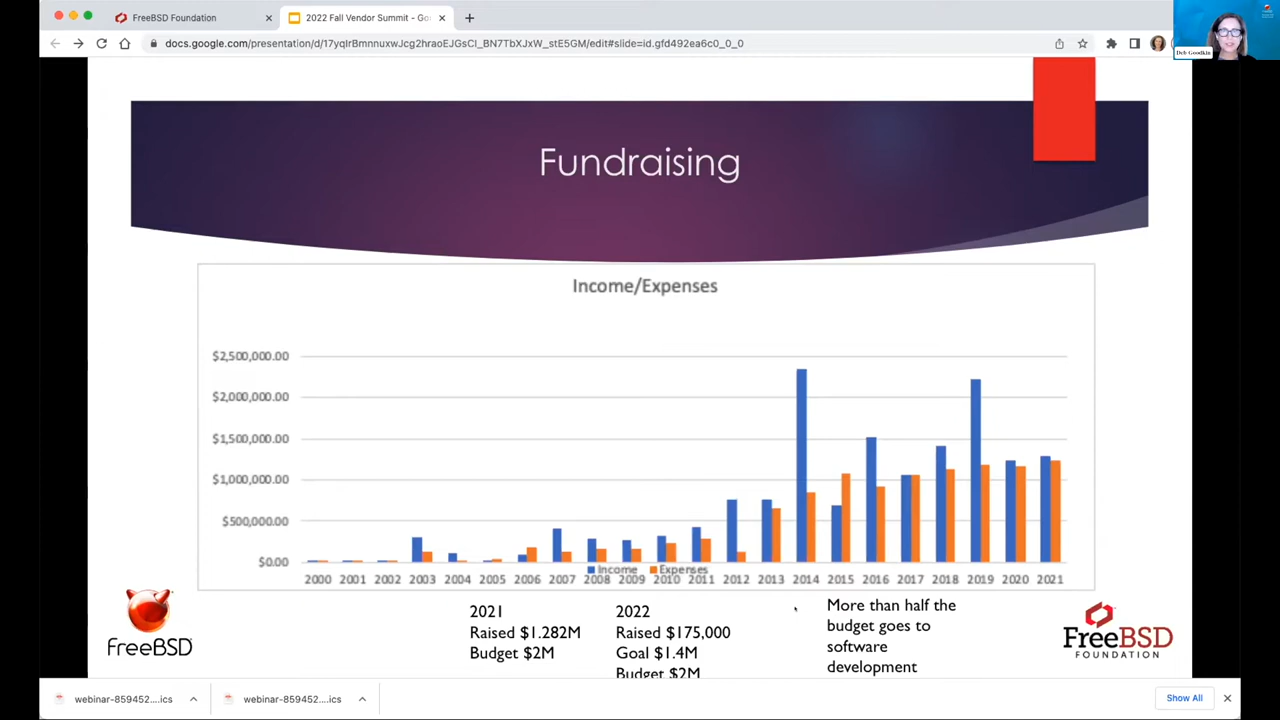 FreeBSD Foundation
2022 Fall Vendor Summit - Go
docs.google.com/presentation/d/17yqIrBmnnuxwJcg2hraoEJGsCI_BN7TbXJxW_stE5GM/edit#slide=id.gfd492ea6c0_0_0
Deb Goodkin
Fundraising
Income/Expenses
$2,500,000.00
$2,000,000.00
$1,500,000.00
$1,000,000.00
$500,000.00
$0.00
Income Expenses
2000 2001 2002 2003 2004 2005 2006 2007 2008 2009 2010 2011 2012 2013 2014 2015 2016 2017 2018 2019 2020 2021
FreeBSD
2021
Raised $1.282M
Budget $2M
2022
Raised $175,000
Goal $1.4M
Budget $2M
More than half the
budget goes to
software
development
FreeBSD
FOUNDATION
webinar-859452....ics
webinar-859452....ics
Show All